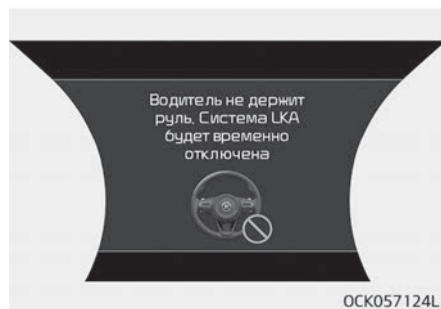 Водитель не держит
руль. Система LKA
будет временно
отключена
OCK057124L